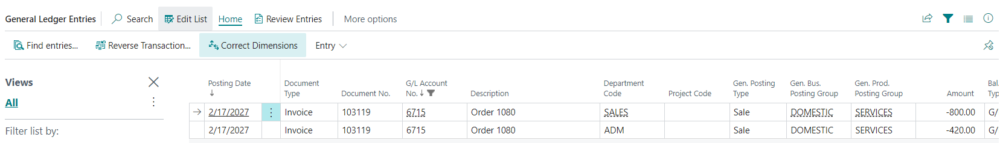 General Ledger Entries Search Edit List Home Review Entries More options
Find entries... Reverse Transaction... Correct Dimensions Entry
Views
All
Filter list by:
Posting Date Document Type Document No. G/L Account No. Description Department Code Project Code Gen. Posting Type Gen. Bus. Posting Group Gen. Prod. Posting Group Amount Bal. Typ
2/17/2027 Invoice 103119 6715 Order 1080 SALES Sale DOMESTIC SERVICES -800.00 G/
2/17/2027 Invoice 103119 6715 Order 1080 ADM Sale DOMESTIC SERVICES -420.00 G/